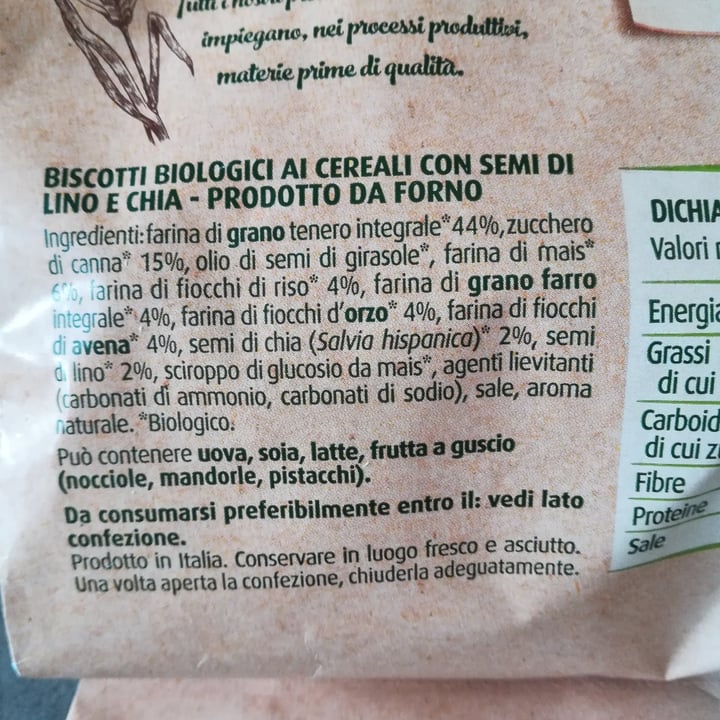 Tutti i nostri
impiegano, nei processi produttivi,
materie prime di qualità.
BISCOTTI BIOLOGICI AI CEREALI CON SEMI DI
LINO E CHIA - PRODOTTO DA FORNO
Ingredienti: farina di grano tenero integrale* 44%, zucchero
di canna* 15%, olio di semi di girasole*, farina di mais*
6%, farina di fiocchi di riso* 4%, farina di grano farro
integrale* 4%, farina di fiocchi d'orzo* 4%, farina di fiocchi
di avena* 4%, semi di chia (Salvia hispanica)* 2%, semi
di lino* 2%, sciroppo di glucosio da mais*, agenti lievitanti
(carbonati di ammonio, carbonati di sodio), sale, aroma
naturale. *Biologico.
Può contenere uova, soia, latte, frutta a guscio
(nocciole, mandorle, pistacchi).
Da consumarsi preferibilmente entro il: vedi lato
confezione.
Prodotto in Italia. Conservare in luogo fresco e asciutto.
Una volta aperta la confezione, chiuderla adeguatamente.
DICHIA
Valori
Energia
Grassi
di cui
Carboid
di cui z
Fibre
Proteine
Sale